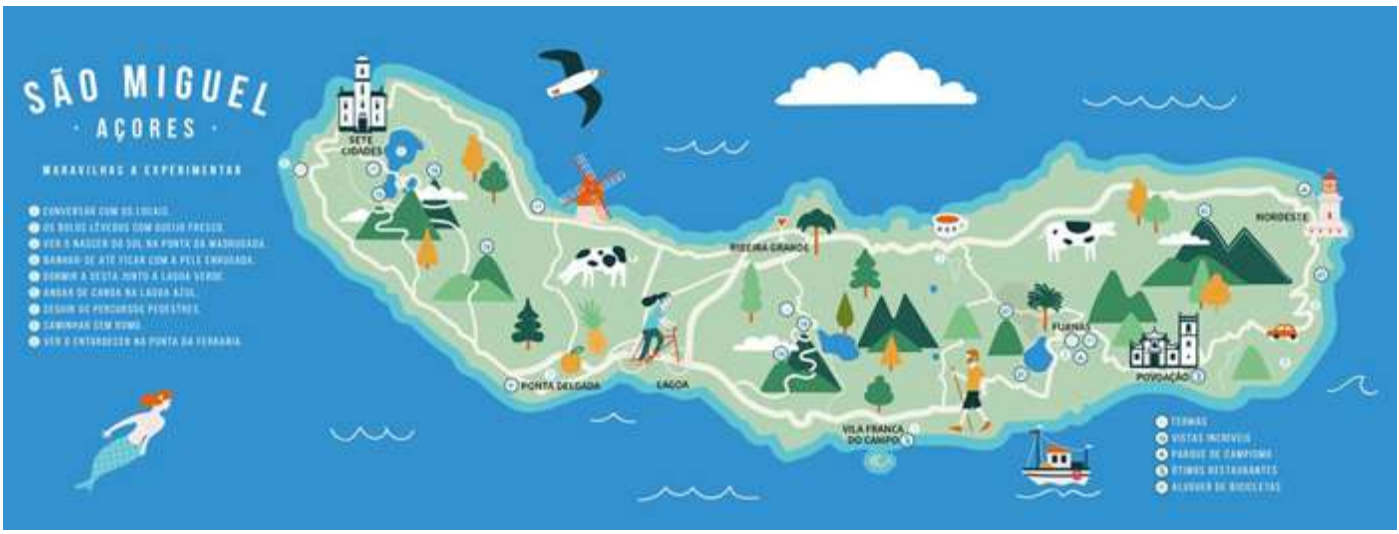 SÃO MIGUEL
· AÇORES ·
MARAVILHAS A EXPERIMENTAR
CONVERSAR COM OS LOCAIS.
OS BOLOS LÊVEDOS COM QUEIJO FRESCO.
VER O NASCER DO SOL NA PONTA DA MADRUGADA.
BANHAR-SE ATÉ FICAR COM A PELE ENRUGADA.
DORMIR A SESTA JUNTO À LAGOA VERDE.
ANDAR DE CANOA NA LAGOA AZUL.
SEGUIR OS PERCURSOS PEDESTRES.
CAMINHAR SEM RUMO.
VER O ENTARDECER NA PONTA DA FERRARIA.
SETE
CIDADES
RIBEIRA GRANDE
NORDESTE
FURNAS
POVOAÇÃO
PONTA DELGADA
LAGOA
VILA FRANCA
DO CAMPO
TERMAS
VISTAS INCRÍVEIS
PARQUE DE CAMPISMO
ÓTIMOS RESTAURANTES
ALUGUER DE BICICLETAS